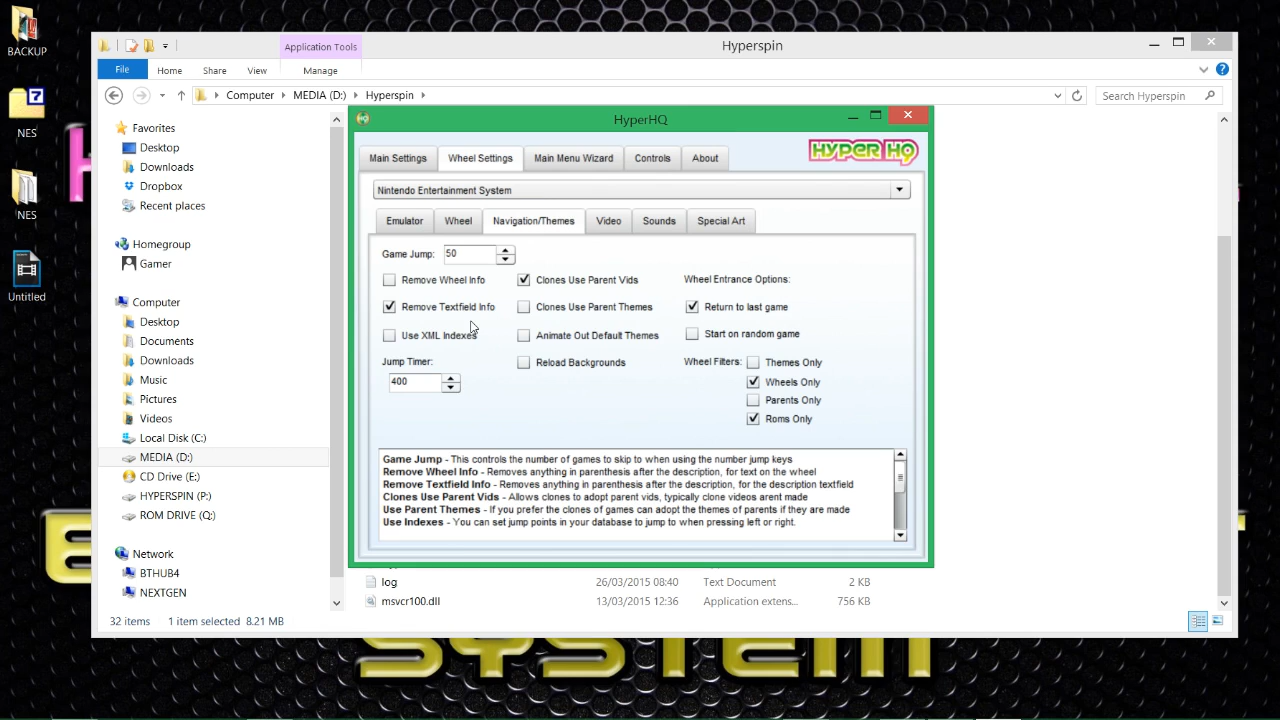 BACKUP
NES
NES
Untitled
Application Tools
Hyperspin
File
Home
Share
View
Manage
Computer
MEDIA (D:)
Hyperspin
Search Hyperspin
Favorites
Desktop
Downloads
Dropbox
Recent places
Homegroup
Gamer
Computer
Desktop
Documents
Downloads
Music
Pictures
Videos
Local Disk (C:)
MEDIA (D:)
CD Drive (E:)
HYPERSPIN (P:)
ROM DRIVE (Q:)
Network
BTHUB4
NEXTGEN
32 items 1 item selected 8.21 MB
HyperHQ
Main Settings
Wheel Settings
Main Menu Wizard
Controls
About
HYPER HQ
Nintendo Entertainment System
Emulator
Wheel
Navigation/Themes
Video
Sounds
Special Art
Game Jump: 50
Remove Wheel Info
Clones Use Parent Vids
Wheel Entrance Options:
Remove Textfield Info
Clones Use Parent Themes
Return to last game
Use XML Indexes
Animate Out Default Themes
Start on random game
Jump Timer:
Reload Backgrounds
Wheel Filters:
Themes Only
400
Wheels Only
Parents Only
Roms Only
Game Jump - This controls the number of games to skip to when using the number jump keys
Remove Wheel Info - Removes anything in parenthesis after the description, for text on the wheel
Remove Textfield Info - Removes anything in parenthesis after the description, for the description textfield
Clones Use Parent Vids - Allows clones to adopt parent vids, typically clone videos arent made
Use Parent Themes - If you prefer the clones of games can adopt the themes of parents if they are made
Use Indexes - You can set jump points in your database to jump to when pressing left or right.
log 26/03/2015 08:40 Text Document 2 KB
msvcr100.dll 13/03/2015 12:36 Application extens... 756 KB
SYSTEM